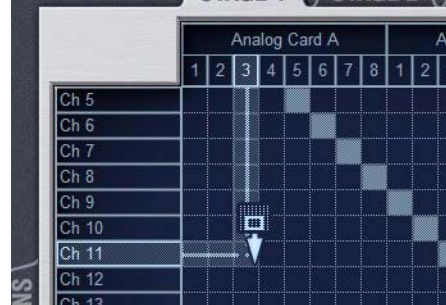 Analog Card A A
1 2 3 4 5 6 7 8 1 2
Ch 5
Ch 6
Ch 7
Ch 8
Ch 9
Ch 10
Ch 11
Ch 12
Ch 13